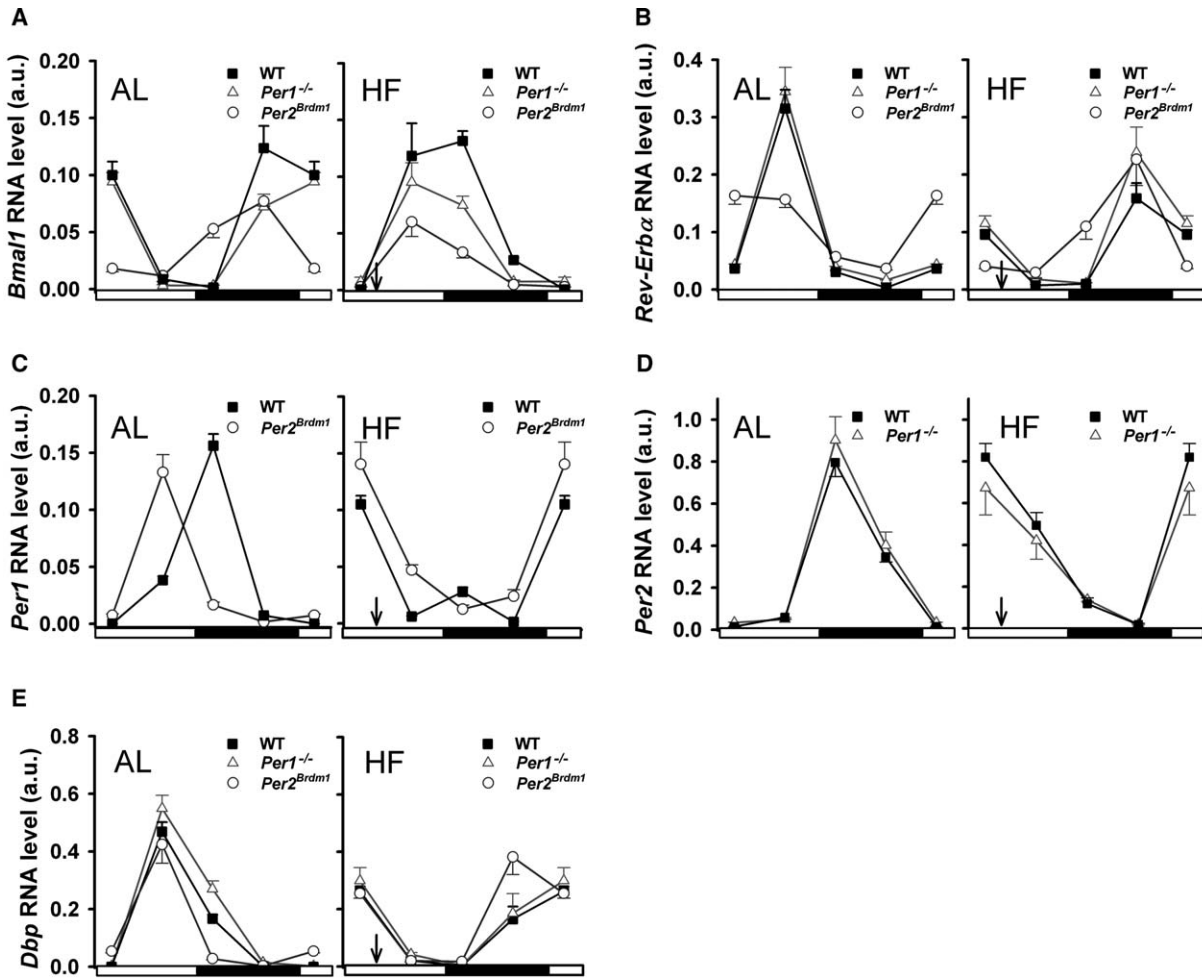 A
Bmal1 RNA level (a.u.)
0.20
0.15
0.10
0.05
0.00
AL
WT
Per1-/-
Per2Brdm1
HF
WT
Per1-/-
Per2Brdm1
B
Rev-Erbα RNA level (a.u.)
0.4
0.3
0.2
0.1
0.0
AL
WT
Per1-/-
Per2Brdm1
HF
WT
Per1-/-
Per2Brdm1
C
Per1 RNA level (a.u.)
0.20
0.15
0.10
0.05
0.00
AL
WT
Per2Brdm1
HF
WT
Per2Brdm1
D
Per2 RNA level (a.u.)
1.0
0.8
0.6
0.4
0.2
0.0
AL
WT
Per1-/-
HF
WT
Per1-/-
E
Dbp RNA level (a.u.)
0.8
0.6
0.4
0.2
0.0
AL
WT
Per1-/-
Per2Brdm1
HF
WT
Per1-/-
Per2Brdm1